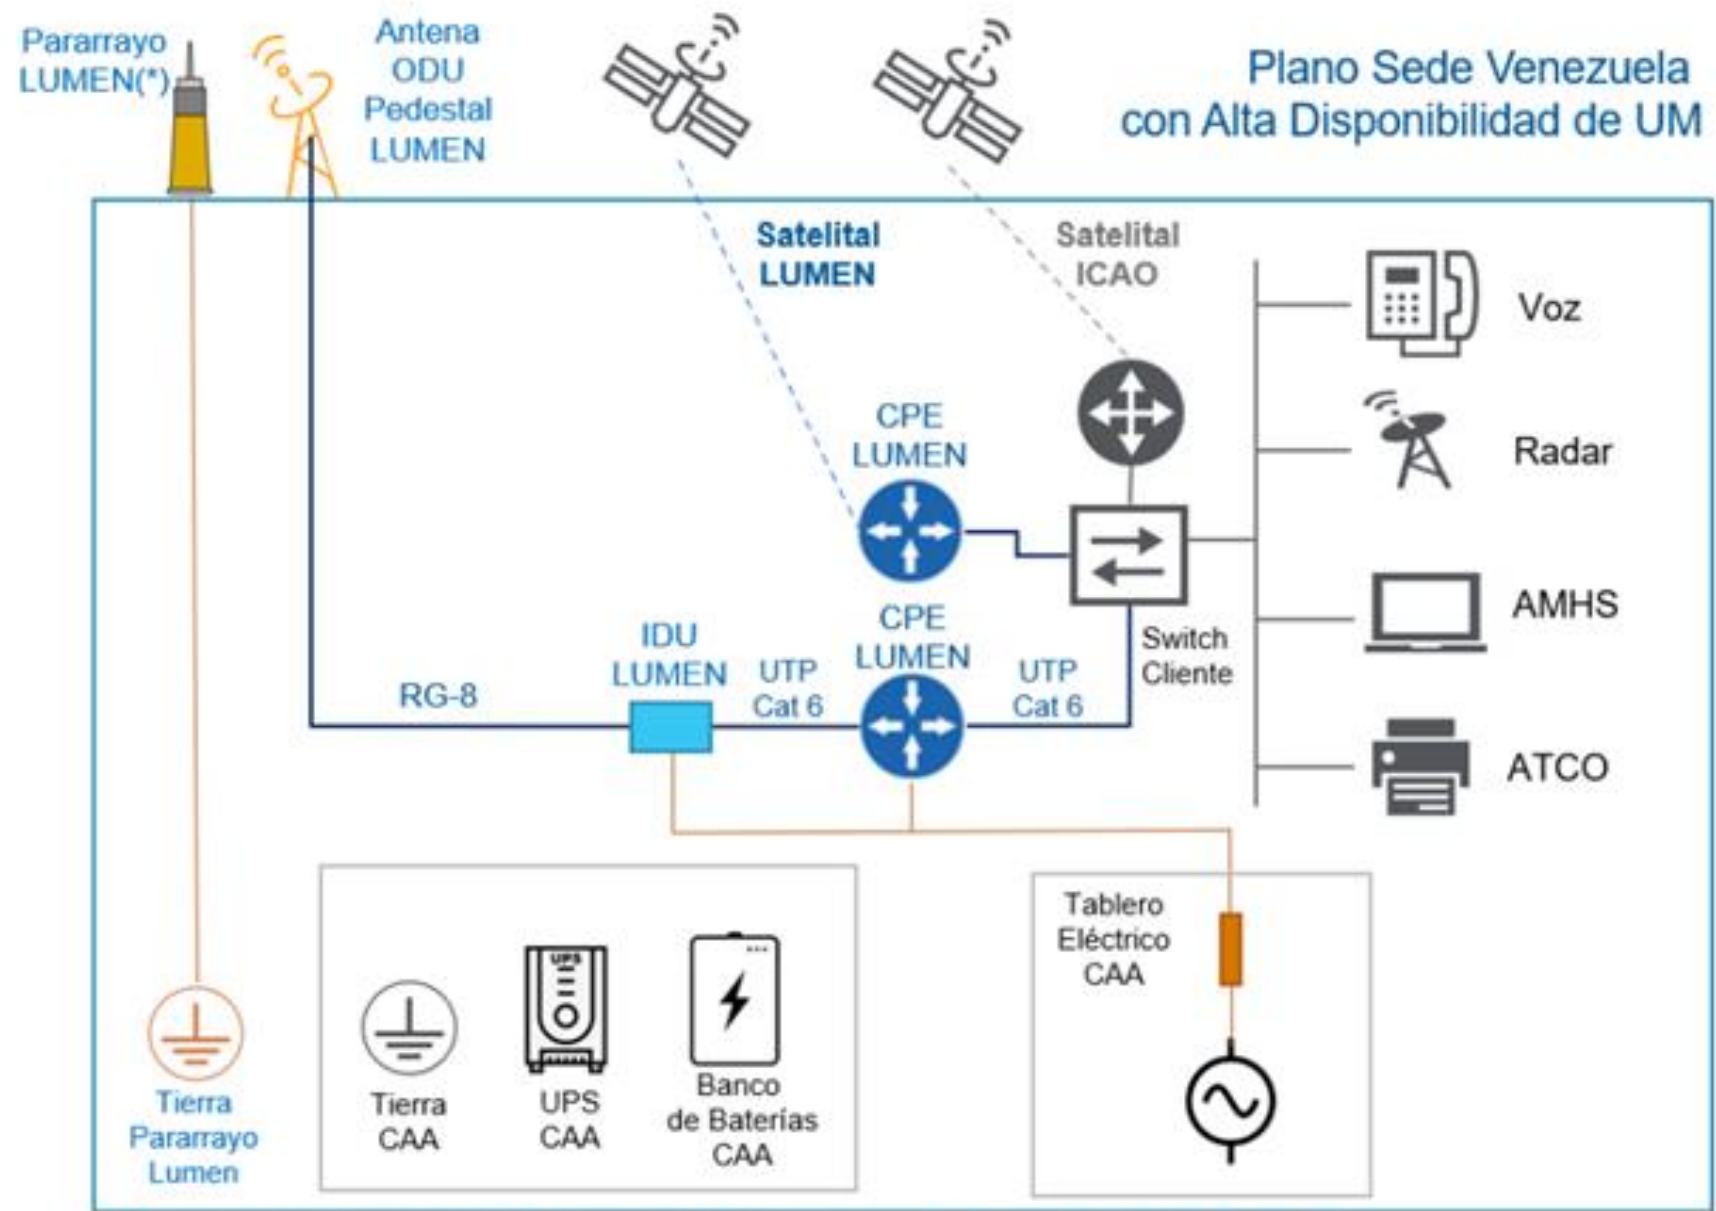 Pararrayo
LUMEN(*)
Antena
ODU
Pedestal
LUMEN
Plano Sede Venezuela
con Alta Disponibilidad de UM
Satelital
LUMEN
Satelital
ICAO
Voz
CPE
LUMEN
Radar
CPE
LUMEN
IDU
LUMEN
UTP
Cat 6
UTP
Cat 6
Switch
Cliente
AMHS
RG-8
ATCO
Tablero
Eléctrico
CAA
UPS
Tierra
Pararrayo
Lumen
Tierra
CAA
UPS
CAA
Banco
de Baterías
CAA